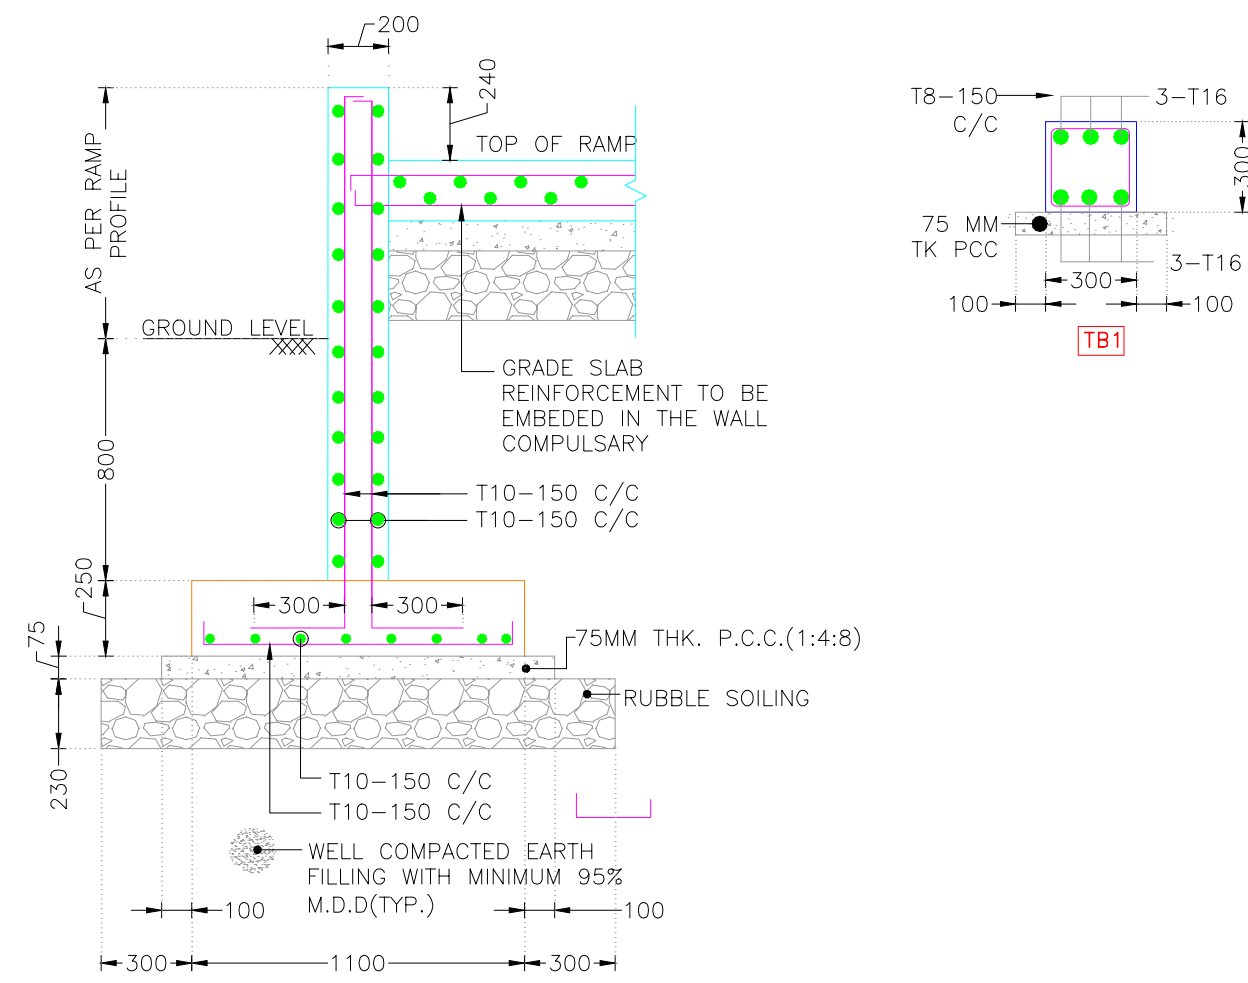 200
240
TOP OF RAMP
AS PER RAMP
PROFILE
GROUND LEVEL
GRADE SLAB
REINFORCEMENT TO BE
EMBEDED IN THE WALL
COMPULSARY
800
T10-150 C/C
T10-150 C/C
250
300
300
75
75MM THK. P.C.C.(1:4:8)
RUBBLE SOILING
230
T10-150 C/C
T10-150 C/C
WELL COMPACTED EARTH
FILLING WITH MINIMUM 95%
M.D.D(TYP.)
100
100
300
1100
300
T8-150
C/C
3-T16
300
75 MM
TK PCC
3-T16
300
100
100
TB1